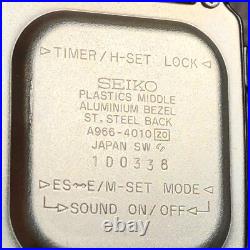 ▷TIMER/H-SET LOCK◁
SEIKO
PLASTICS MIDDLE
ALUMINIUM BEZEL
ST. STEEL BACK
A966-4010 ZO
JAPAN SW
1D0338
▷ES〜E/M-SET MODE◁
▷SOUND ON/OFF◁